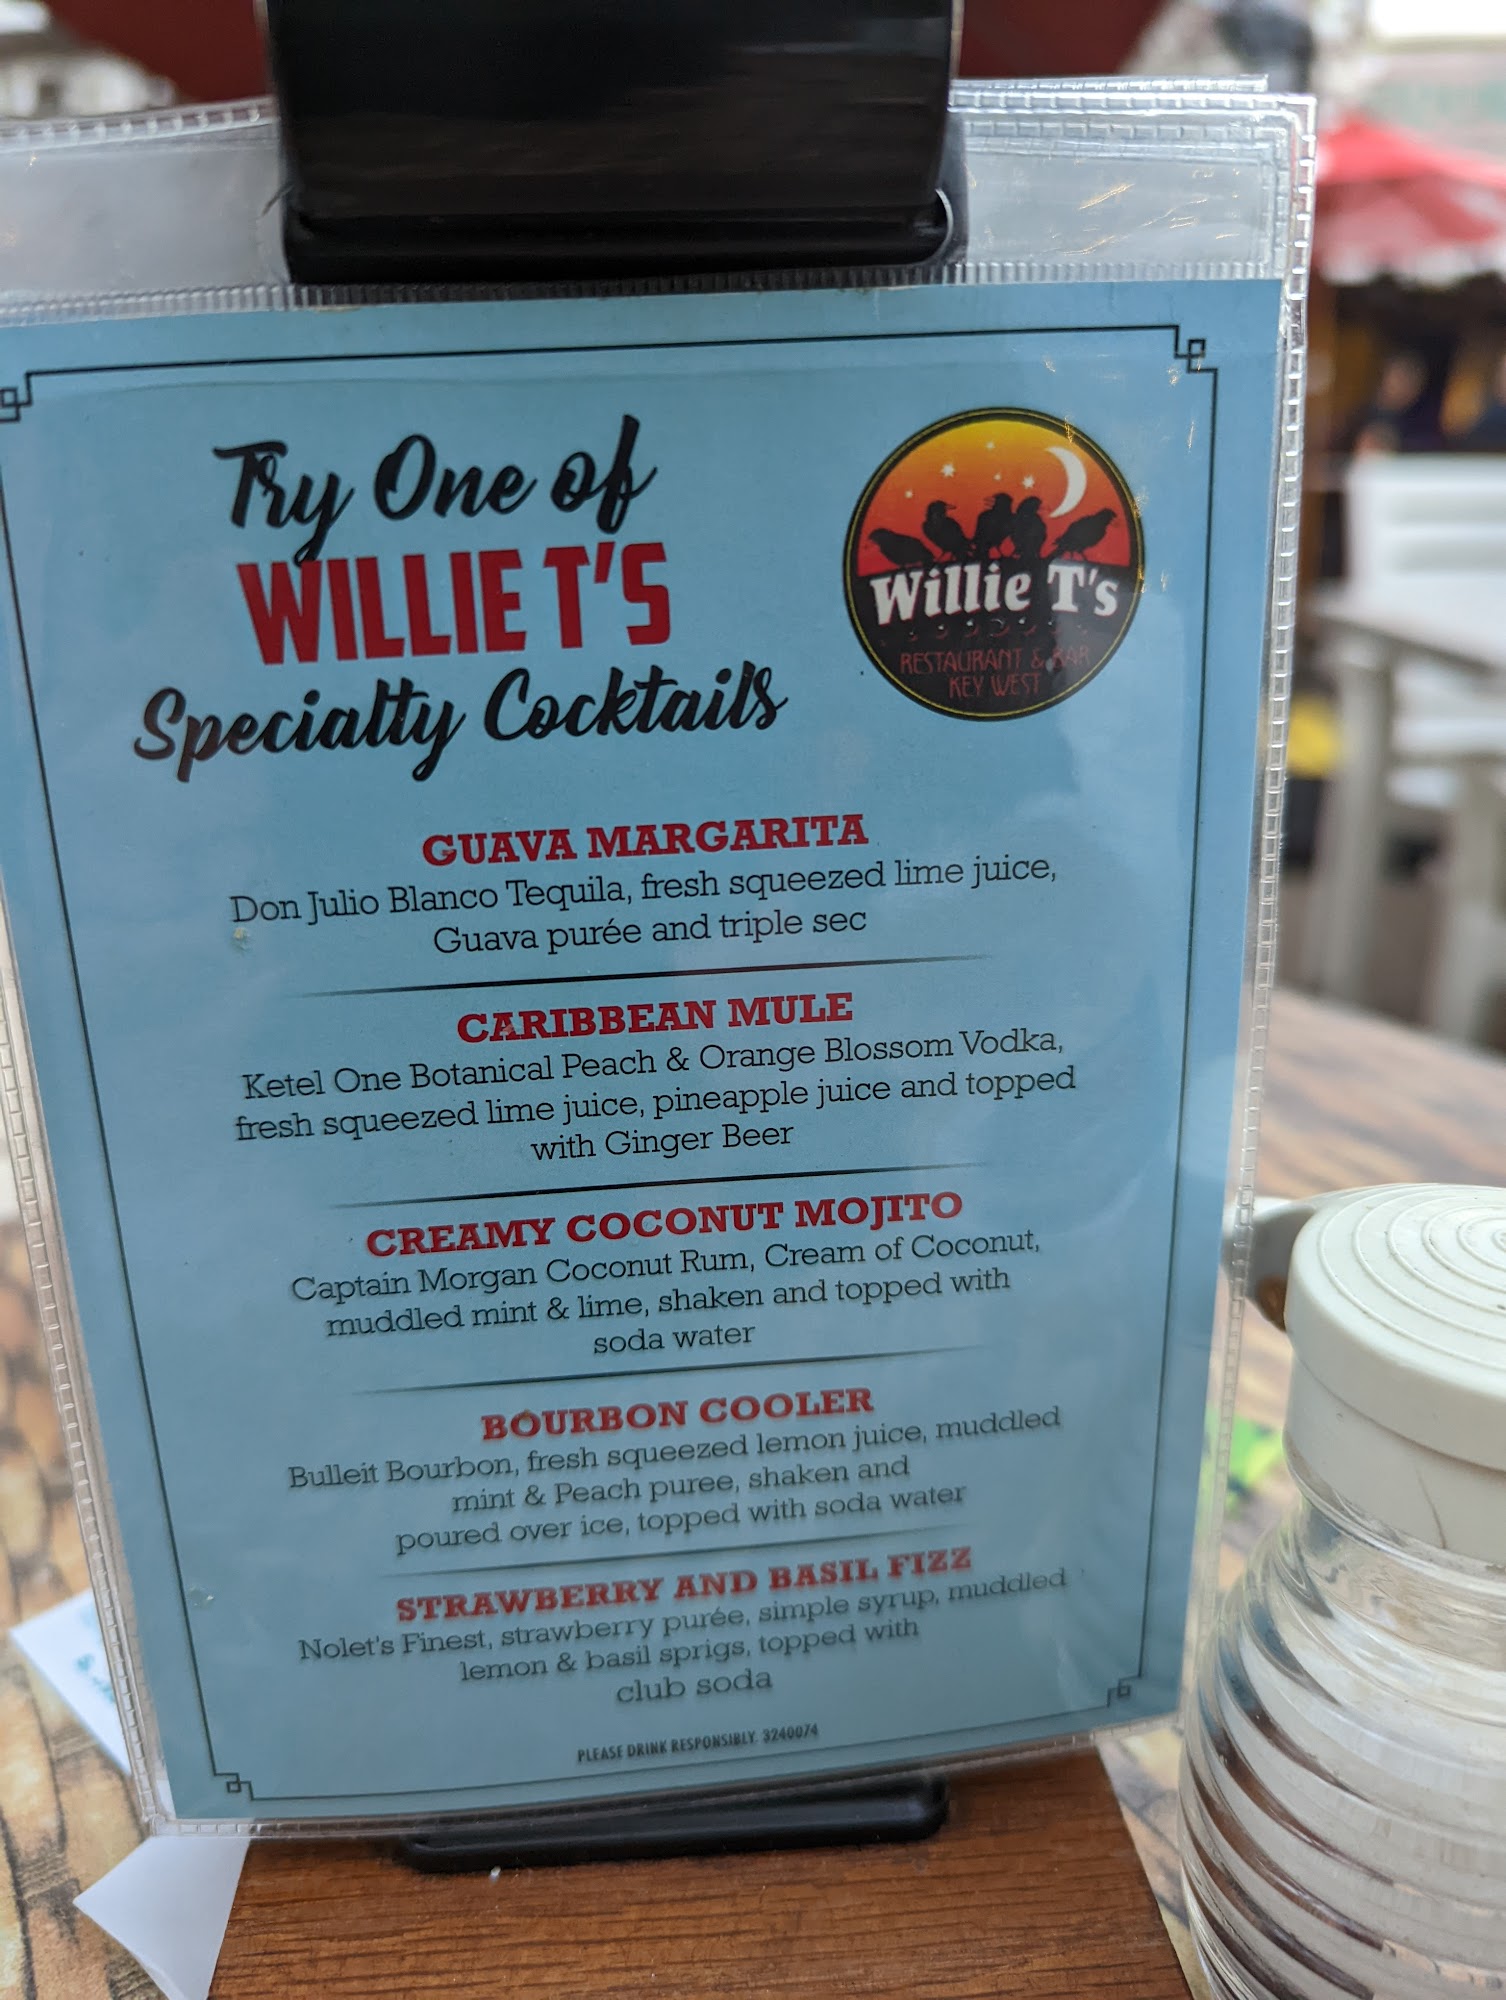 Try One of
WILLIE T'S
Specialty Cocktails
Willie T's
RESTAURANT & BAR
KEY WEST
GUAVA MARGARITA
Don Julio Blanco Tequila, fresh squeezed lime juice,
Guava purée and triple sec
CARIBBEAN MULE
Ketel One Botanical Peach & Orange Blossom Vodka,
fresh squeezed lime juice, pineapple juice and topped
with Ginger Beer
CREAMY COCONUT MOJITO
Captain Morgan Coconut Rum, Cream of Coconut,
muddled mint & lime, shaken and topped with
soda water
BOURBON COOLER
Bulleit Bourbon, fresh squeezed lemon juice, muddled
mint & Peach puree, shaken and
poured over ice, topped with soda water
STRAWBERRY AND BASIL FIZZ
Nolet's Finest, strawberry purée, simple syrup, muddled
lemon & basil sprigs, topped with
club soda
PLEASE DRINK RESPONSIBLY. 3240074